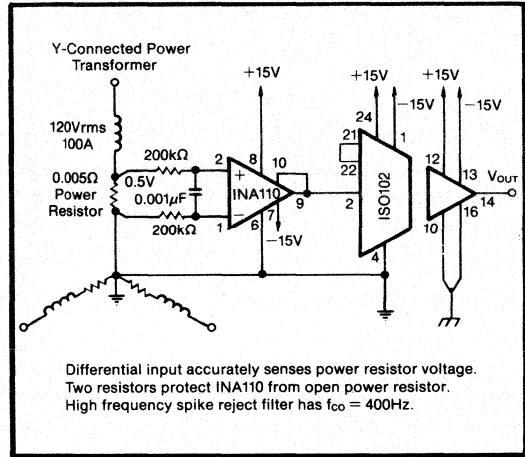 Y-Connected Power
Transformer
120Vrms
100A
0.005Ω
Power
Resistor
0.5V
200kΩ
0.001µF
200kΩ
2
+
1
−
INA110
8
10
9
7
6
+15V
−15V
+15V
−15V
24
21
22
2
1
4
ISO102
+15V
−15V
12
13
14
16
10
VOUT
Differential input accurately senses power resistor voltage.
Two resistors protect INA110 from open power resistor.
High frequency spike reject filter has fco = 400Hz.